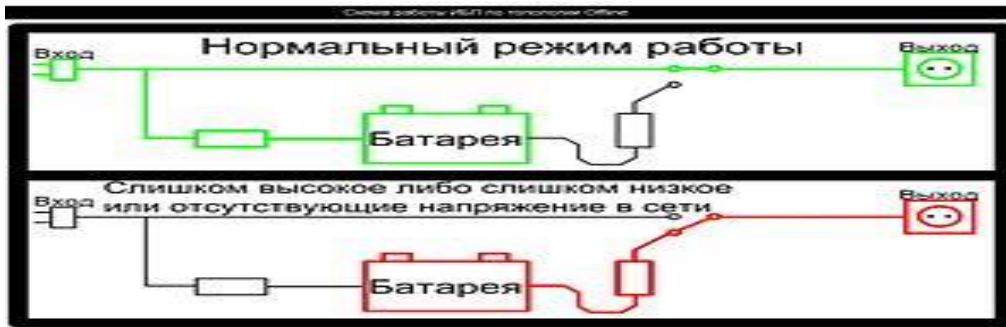 Схема работы ИБП по топологии Offline
Нормальный режим работы
Вход
Выход
Батарея
Слишком высокое либо слишком низкое
или отсутствующие напряжение в сети
Вход
Выход
Батарея